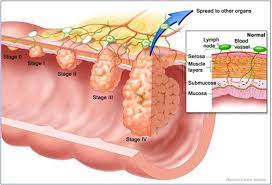 Spread to other organs
Normal
Lymph
node
Blood
vessel
Serosa
Muscle
layers
Submucosa
Mucosa
Stage 0
Stage I
Stage II
Stage III
Stage IV